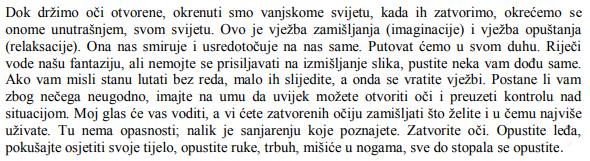 Dok držimo oči otvorene, okrenuti smo vanjskome svijetu, kada ih zatvorimo, okrećemo se
onome unutrašnjem, svom svijetu. Ovo je vježba zamišljanja (imaginacije) i vježba opuštanja
(relaksacije). Ona nas smiruje i usredotočuje na nas same. Putovat ćemo u svom duhu. Riječi
vode našu fantaziju, ali nemojte se prisiljavati na izmišljanje slika, pustite neka vam dođu same.
Ako vam misli stanu lutati bez reda, malo ih slijedite, a onda se vratite vježbi. Postane li vam
zbog nečega neugodno, imajte na umu da uvijek možete otvoriti oči i preuzeti kontrolu nad
situacijom. Moj glas će vas voditi, a vi ćete zatvorenih očiju zamišljati što želite i u čemu najviše
uživate. Tu nema opasnosti; nalik je sanjarenju koje poznajete. Zatvorite oči. Opustite leđa,
pokušajte osjetiti svoje tijelo, opustite ruke, trbuh, mišiće u nogama, sve do stopala se opustite.